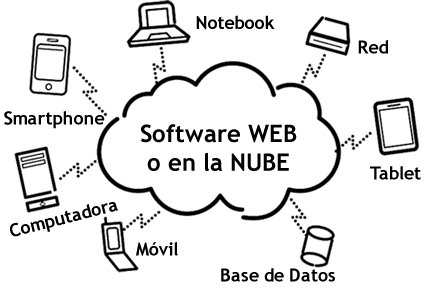 Notebook
Red
Smartphone
Software WEB
o en la NUBE
Tablet
Computadora
Móvil
Base de Datos